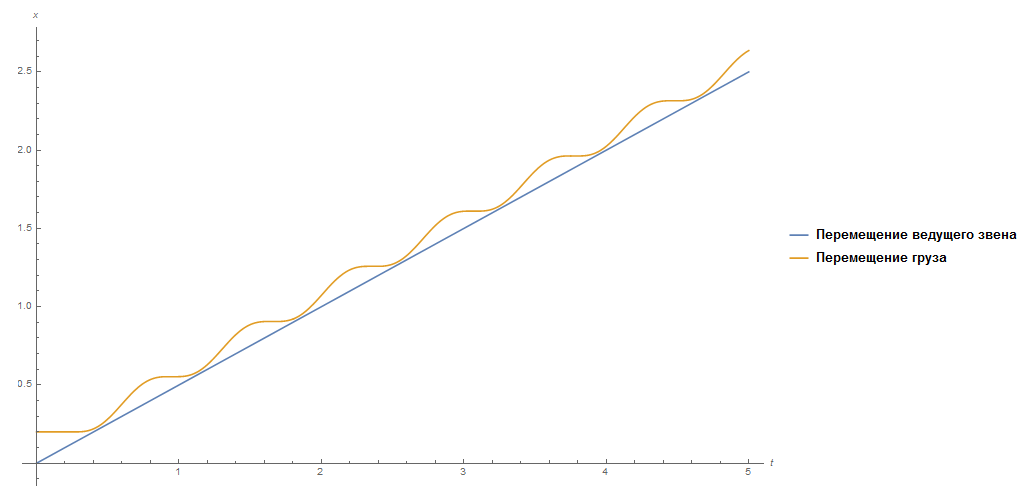 x
2.5
2.0
1.5
1.0
0.5
1 2 3 4 5 t
Перемещение ведущего звена
Перемещение груза